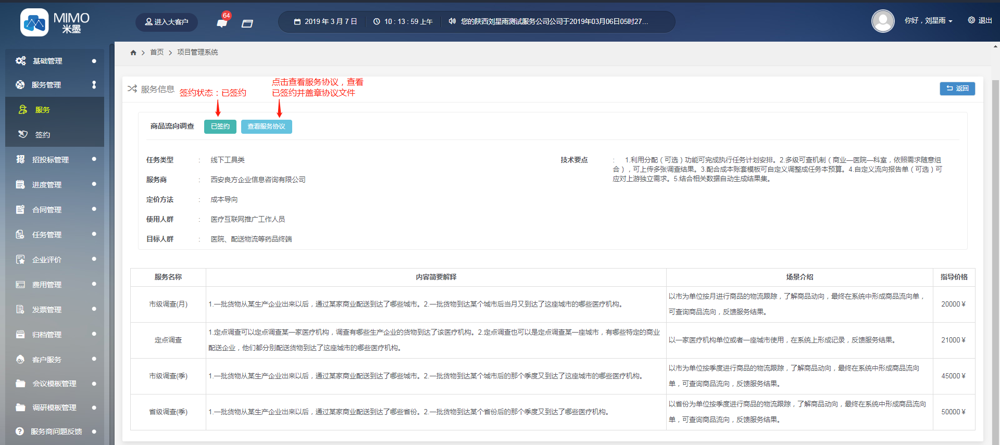 MIMO
米墨
进入大客户
64
2019 年 3 月 7 日
10 : 13 : 59 上午
您的陕西刘星雨测试服务公司公司于2019年03月06日05时27...
你好，刘星雨
退出
首页
项目管理系统
基础管理
服务管理
服务
签约
招投标管理
进度管理
合同管理
任务管理
企业评价
费用管理
发票管理
归档管理
客户服务
会议模板管理
调研模板管理
服务商问题反馈
服务信息
签约状态：已签约
点击查看服务协议，查看
已签约并盖章协议文件
返回
商品流向调查
已签约
查看服务协议
任务类型 : 线下工具类
服务商 : 西安良方企业信息咨询有限公司
定价方法 : 成本导向
使用人群 : 医疗互联网推广工作人员
目标人群 : 医院、配送物流等药品终端
技术要点 : 1.利用分配（可选）功能可完成执行任务计划安排。2.多级可查机制（商业—医院—科室，依照需求随意组
合），可上传多张调查结果。3.配合成本账套模板可自定义调整成任务本预算。4.自定义流向报告单（可选）可
应对上游独立需求。5.结合相关数据自动生成结果集。
服务名称
内容简要解释
场景介绍
指导价格
市级调查(月)
1.一批货物从某生产企业出来以后，通过某家商业配送到达了哪些城市。2.一批货物到达某个城市后当月又到达了这座城市的哪些医疗机构。
以市为单位按月进行商品的物流跟踪，了解商品动向，最终在系统中形成商品流向单，
可查询商品流向，反馈服务结果。
20000￥
定点调查
1.定点调查可以定点调查某一家医疗机构，调查有哪些生产企业的货物到达了该医疗机构。2.定点调查也可以是定点调查某一座城市，有哪些特定的商业
配送企业，他们都分别配送货物到达了这座城市的哪些医疗机构。
以一家医疗机构单位或者一座城市使用，在系统上形成记录，反馈服务结果。
21000￥
市级调查(季)
1.一批货物从某生产企业出来以后，通过某家商业配送到达了哪些城市。2.一批货物到达某个城市后的那个季度又到达了这座城市的哪些医疗机构。
以市为单位按季度进行商品的物流跟踪，了解商品动向，最终在系统中形成商品流向
单，可查询商品流向，反馈服务结果。
45000￥
省级调查(季)
1.一批货物从某生产企业出来以后，通过某家商业配送到达了哪些省份。2.一批货物到达某个省份后的那个季度又到达了哪些医疗机构。
以省份为单位按季度进行商品的物流跟踪，了解商品动向，最终在系统中形成商品流向
单，可查询商品流向，反馈服务结果。
50000￥